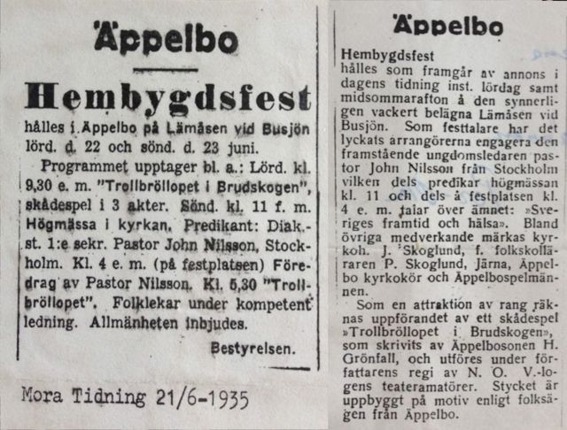 Äppelbo
Hembygdsfest
hålles i Äppelbo på Lämåsen vid Busjön
lörd. d. 22 och sönd. d. 23 juni.
Programmet upptager bl. a.: Lörd. kl.
9,30 e. m. "Trollbröllopet i Brudskogen",
skådespel i 3 akter. Sönd. kl. 11 f. m.
Högmässa i kyrkan. Predikant: Diak.-
st. 1:e sekr. Pastor John Nilsson, Stock-
holm. Kl. 4 e. m. (på festplatsen) Före-
drag av Pastor Nilsson. Kl. 5,30 "Troll-
bröllopet". Folklekar under kompetent
ledning. Allmänheten inbjudes.
Bestyrelsen.
Mora Tidning 21/6-1935
Äppelbo
Hembygdsfest
hålles som framgår av annons i
dagens tidning inst. lördag samt
midsommarafton å den synnerli-
gen vackert belägna Lämåsen vid
Busjön. Som festtalare har det
lyckats arrangörerna engagera den
framstående ungdomsledaren pas-
tor John Nilsson från Stockholm
vilken dels predikar högmässan
kl. 11 och dels å festplatsen kl.
4 e. m. talar över ämnet: »Sve-
riges framtid och hälsa». Bland
övriga medverkande märkas kyr-
koh. J. Skoglund, f. folkskollä-
raren P. Skoglund, Järna, Äppel-
bo kyrkokör och Äppelbospelmän-
nen.
Som en attraktion av rang räk-
nas uppförandet av ett skådespel
»Trollbröllopet i Brudskogen»,
som skrivits av Äppelbosonen H.
Grönfall, och utföres under för-
fattarens regi av N. O. V.-lo-
gens teateramatörer. Stycket är
uppbyggt på motiv enligt folksä-
gen från Äppelbo.